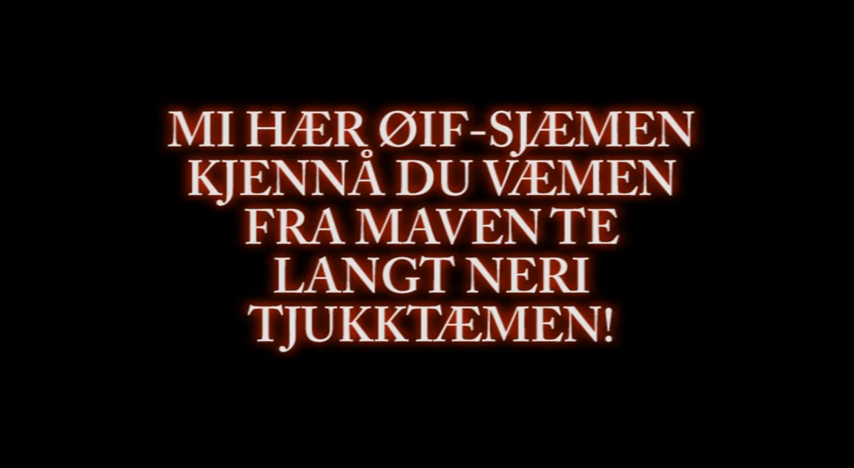 MI HÆR ØIF-SJÆMEN
KJENNÅ DU VÆMEN
FRA MAVEN TE
LANGT NERI
TJUKKTÆMEN!